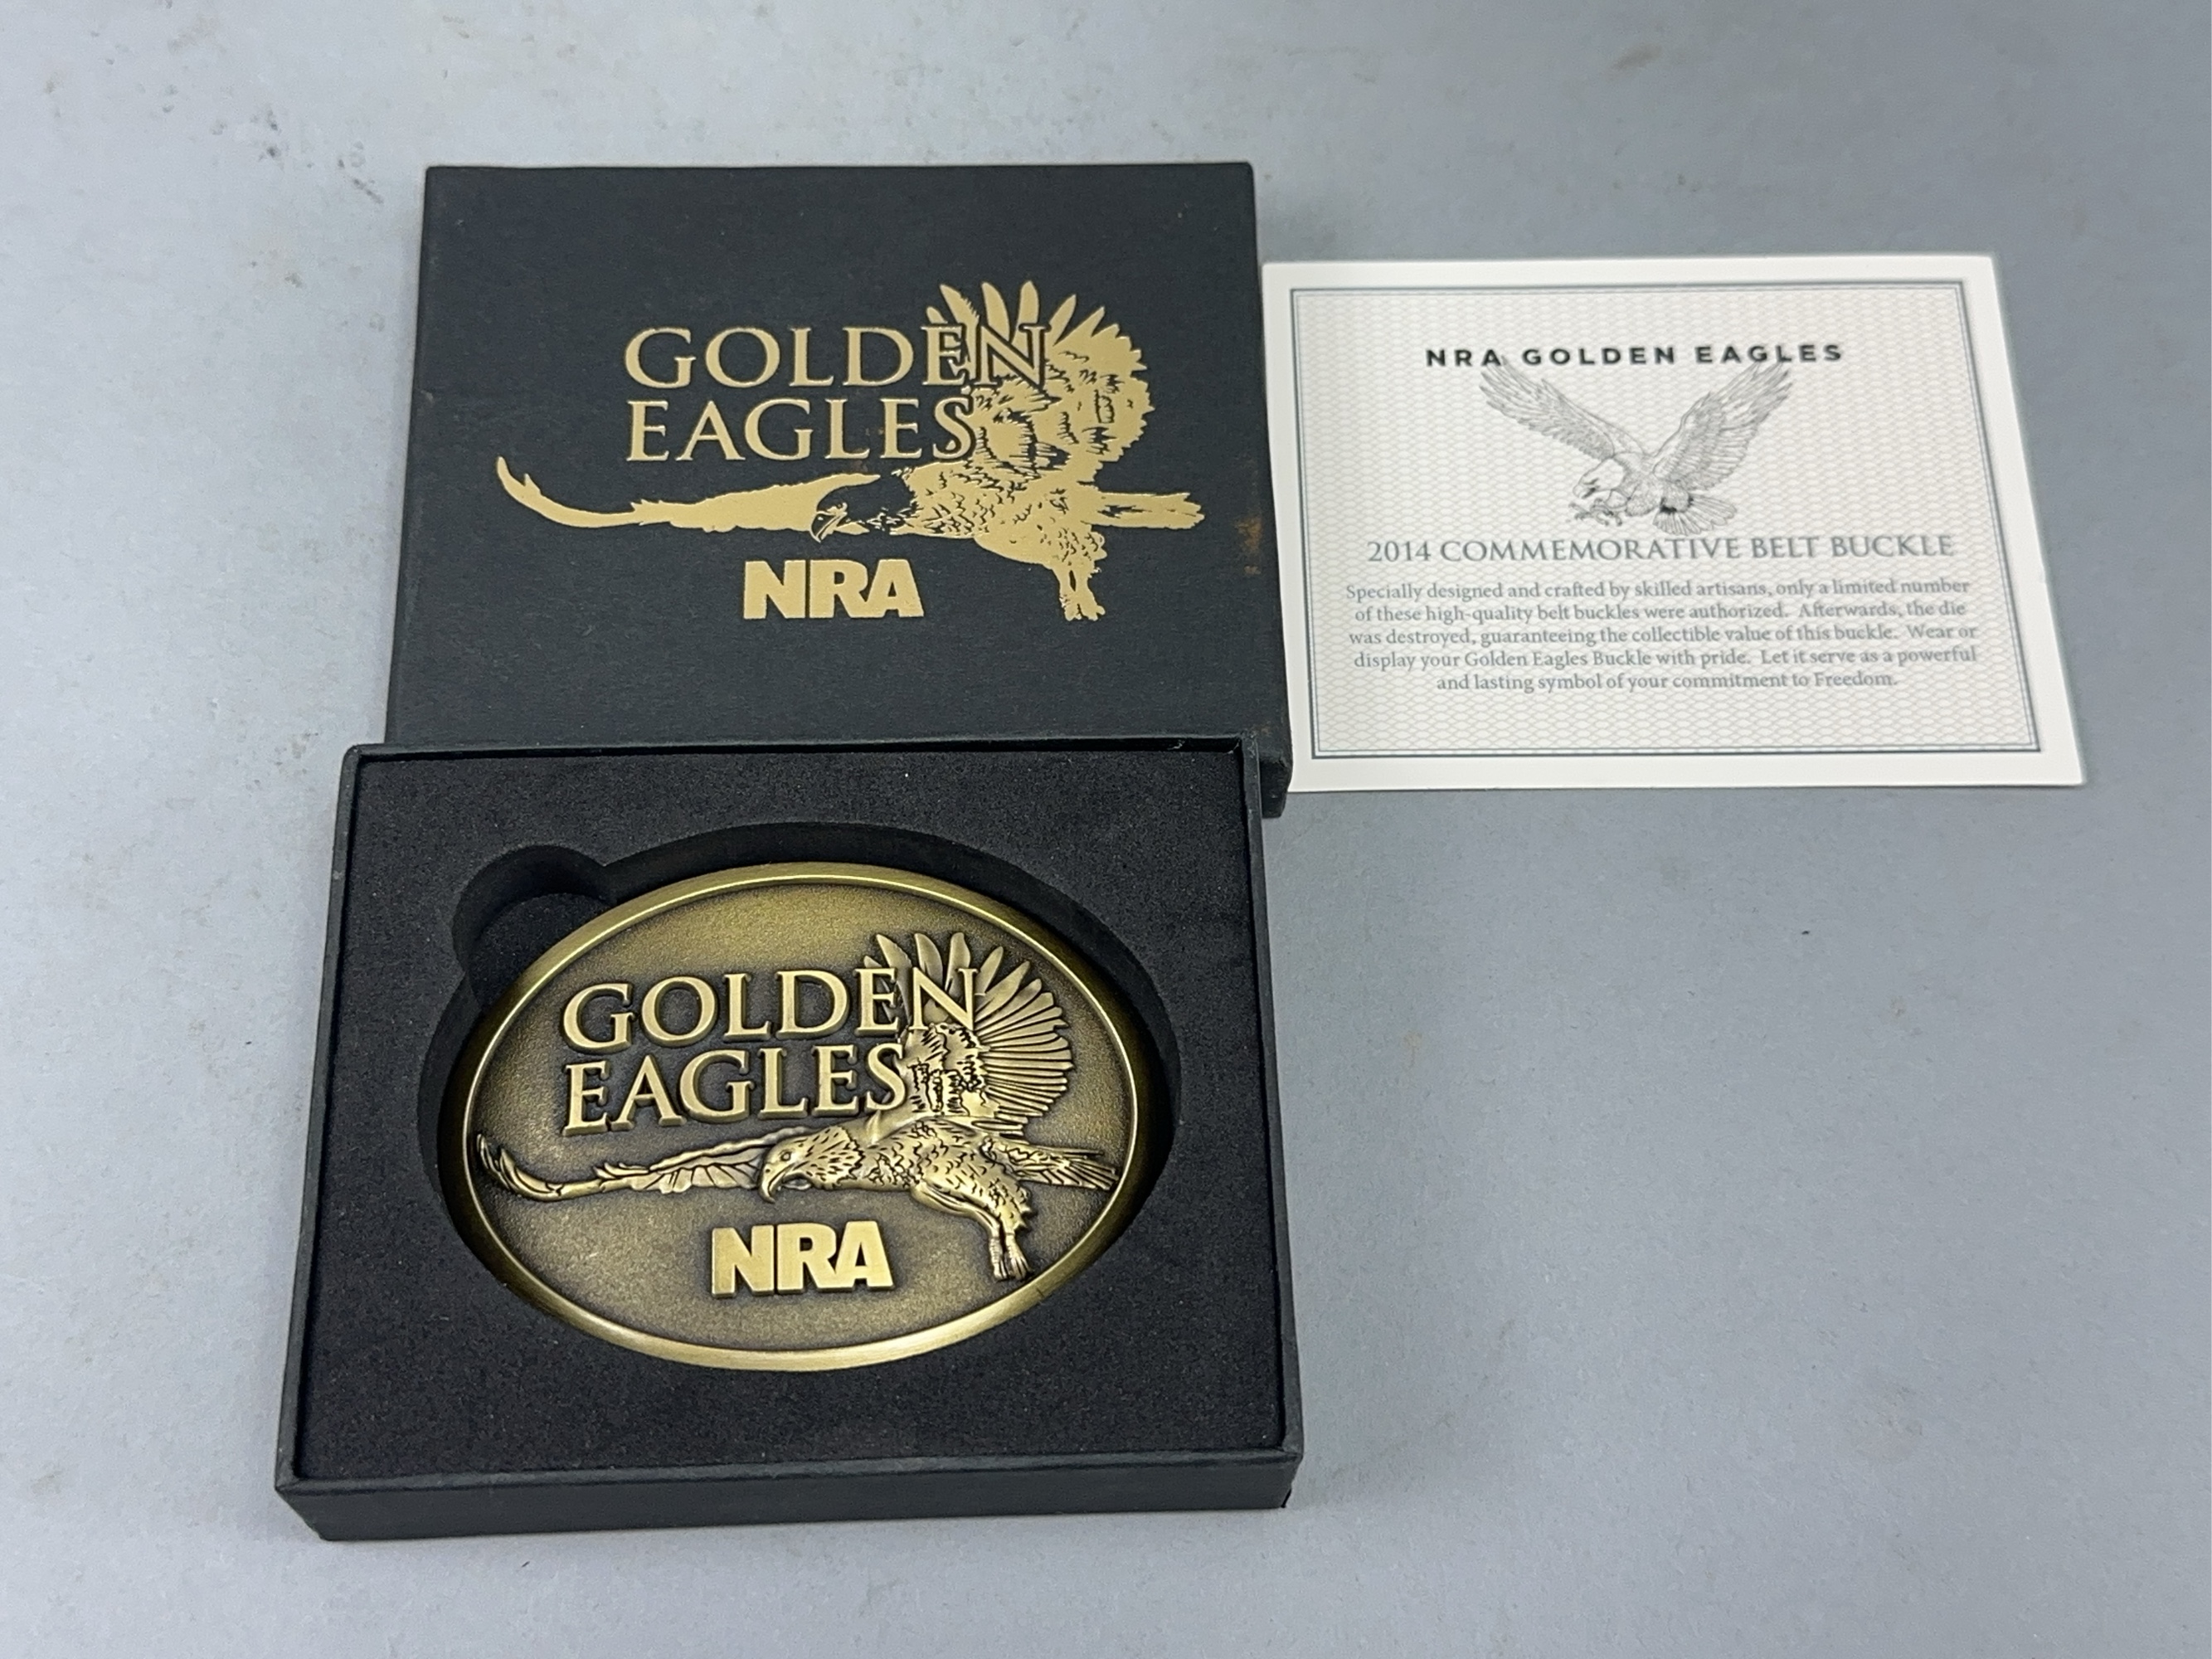 GOLDEN
EAGLES
NRA
NRA GOLDEN EAGLES
2014 COMMEMORATIVE BELT BUCKLE
Specially designed and crafted by skilled artisans, only a limited number
of these high-quality belt buckles were authorized. Afterwards, the die
was destroyed, guaranteeing the collectible value of this buckle. Wear or
display your Golden Eagles Buckle with pride. Let it serve as a powerful
and lasting symbol of your commitment to Freedom.
GOLDEN
EAGLES
NRA